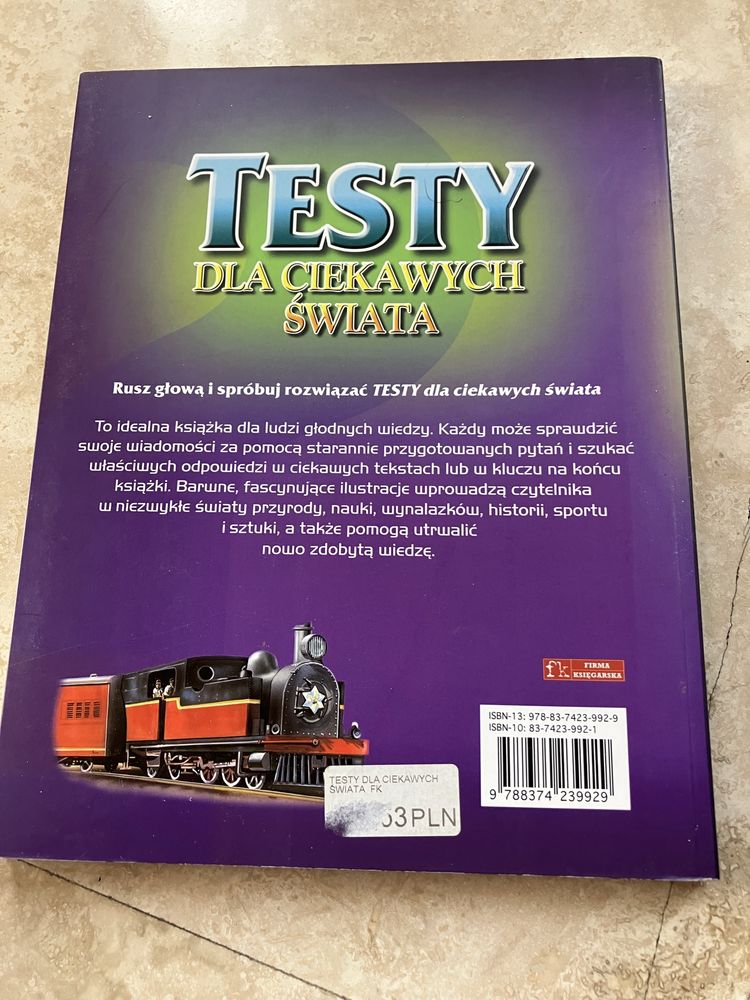 TESTY
DLA CIEKAWYCH
ŚWIATA
Rusz głową i spróbuj rozwiązać TESTY dla ciekawych świata
To idealna książka dla ludzi głodnych wiedzy. Każdy może sprawdzić
swoje wiadomości za pomocą starannie przygotowanych pytań i szukać
właściwych odpowiedzi w ciekawych tekstach lub w kluczu na końcu
książki. Barwne, fascynujące ilustracje wprowadzą czytelnika
w niezwykłe światy przyrody, nauki, wynalazków, historii, sportu
i sztuki, a także pomogą utrwalić
nowo zdobytą wiedzę.
fk FIRMA
KSIĘGARSKA
ISBN-13: 978-83-7423-992-9
ISBN-10: 83-7423-992-1
9 788374 239929
TESTY DLA CIEKAWYCH
ŚWIATA FK
PLN